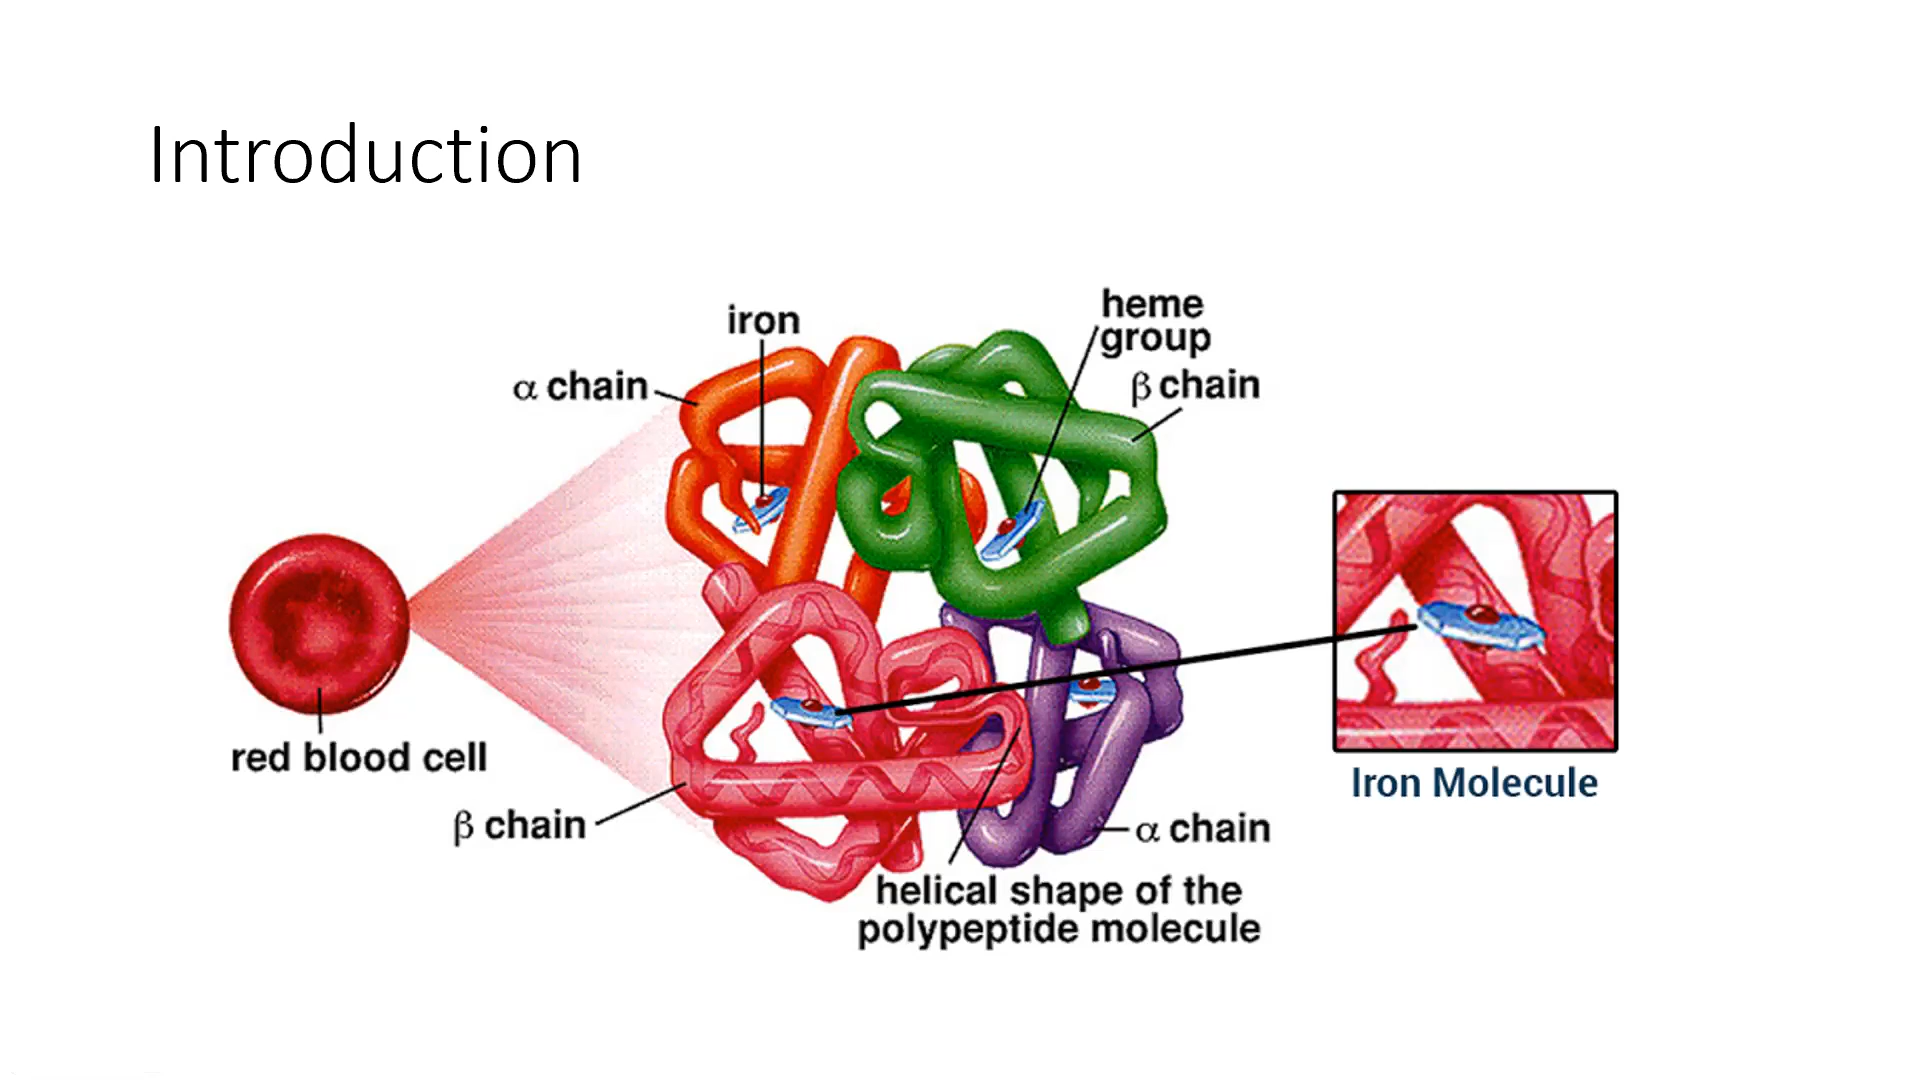 Introduction
iron
heme
group
α chain
β chain
red blood cell
Iron Molecule
β chain
α chain
helical shape of the
polypeptide molecule